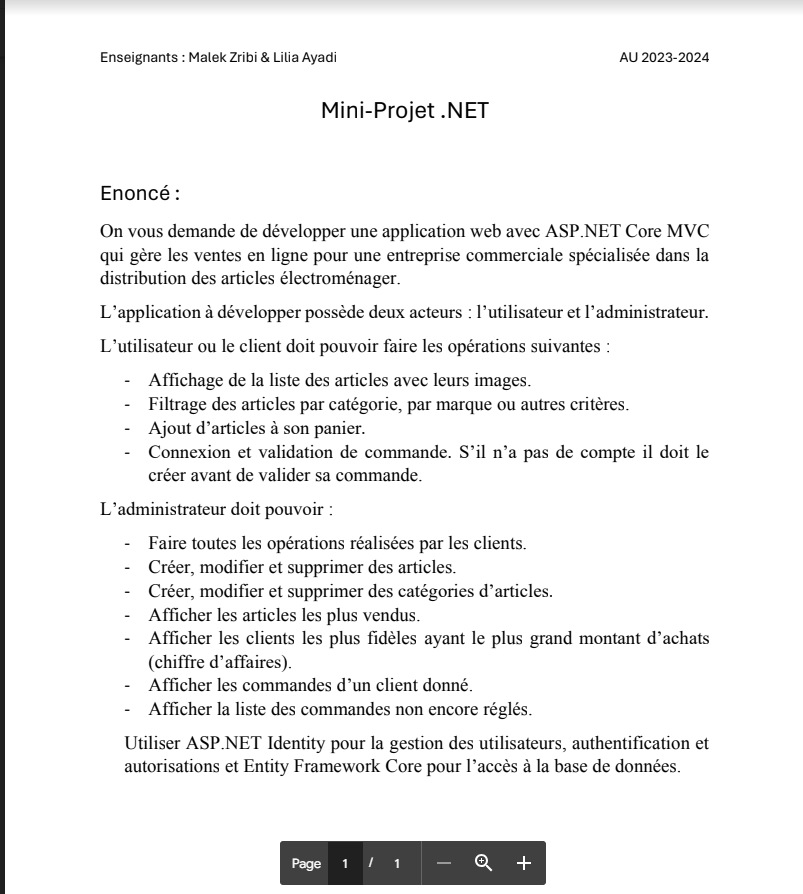 Enseignants : Malek Zribi & Lilia Ayadi AU 2023-2024
Mini-Projet .NET
Enoncé :
On vous demande de développer une application web avec ASP.NET Core MVC
qui gère les ventes en ligne pour une entreprise commerciale spécialisée dans la
distribution des articles électroménager.
L’application à développer possède deux acteurs : l’utilisateur et l’administrateur.
L’utilisateur ou le client doit pouvoir faire les opérations suivantes :
- Affichage de la liste des articles avec leurs images.
- Filtrage des articles par catégorie, par marque ou autres critères.
- Ajout d’articles à son panier.
- Connexion et validation de commande. S’il n’a pas de compte il doit le
créer avant de valider sa commande.
L’administrateur doit pouvoir :
- Faire toutes les opérations réalisées par les clients.
- Créer, modifier et supprimer des articles.
- Créer, modifier et supprimer des catégories d’articles.
- Afficher les articles les plus vendus.
- Afficher les clients les plus fidèles ayant le plus grand montant d’achats
(chiffre d’affaires).
- Afficher les commandes d’un client donné.
- Afficher la liste des commandes non encore réglés.
Utiliser ASP.NET Identity pour la gestion des utilisateurs, authentification et
autorisations et Entity Framework Core pour l’accès à la base de données.
Page 1 / 1